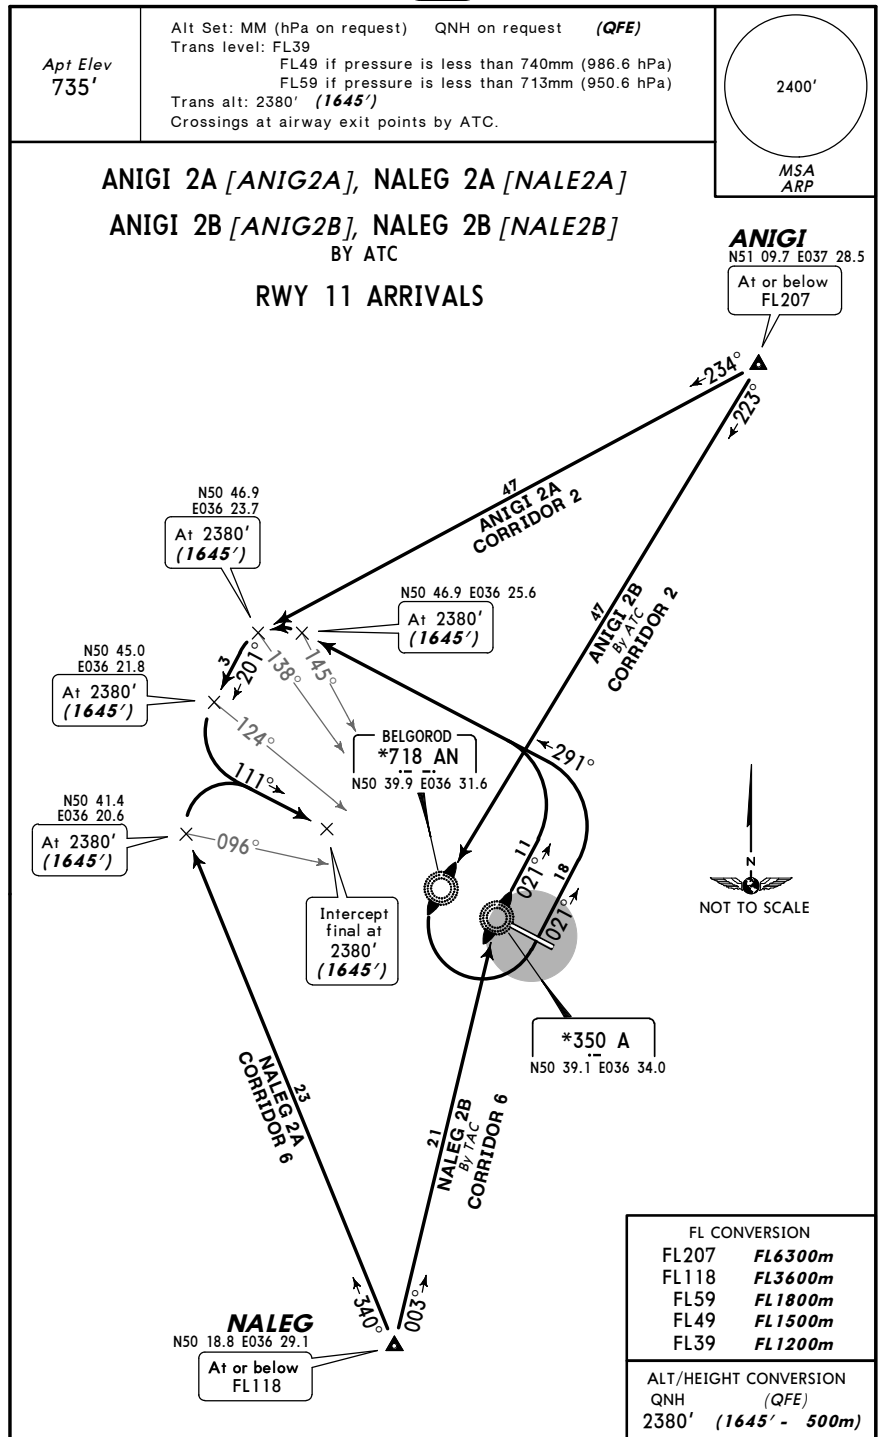 Apt Elev
735'
Alt Set: MM (hPa on request) QNH on request (QFE)
Trans level: FL39
FL49 if pressure is less than 740mm (986.6 hPa)
FL59 if pressure is less than 713mm (950.6 hPa)
Trans alt: 2380' (1645')
Crossings at airway exit points by ATC.
2400'
MSA
ARP
ANIGI 2A [ANIG2A], NALEG 2A [NALE2A]
ANIGI 2B [ANIG2B], NALEG 2B [NALE2B]
BY ATC
RWY 11 ARRIVALS
ANIGI
N51 09.7 E037 28.5
At or below
FL207
234°
223°
47
ANIGI 2A
CORRIDOR 2
47
ANIGI 2B
By ATC
CORRIDOR 2
N50 46.9
E036 23.7
At 2380'
(1645')
N50 46.9 E036 25.6
At 2380'
(1645')
3
201°
138°
145°
N50 45.0
E036 21.8
At 2380'
(1645')
124°
BELGOROD
*718 AN
N50 39.9 E036 31.6
291°
111°
N50 41.4
E036 20.6
At 2380'
(1645')
096°
11
021°
18
021°
Intercept
final at
2380'
(1645')
N
NOT TO SCALE
*350 A
N50 39.1 E036 34.0
23
NALEG 2A
CORRIDOR 6
21
NALEG 2B
By TAC
CORRIDOR 6
340°
003°
NALEG
N50 18.8 E036 29.1
At or below
FL118
FL CONVERSION
FL207 FL6300m
FL118 FL3600m
FL59 FL1800m
FL49 FL1500m
FL39 FL1200m
ALT/HEIGHT CONVERSION
QNH (QFE)
2380' (1645' - 500m)